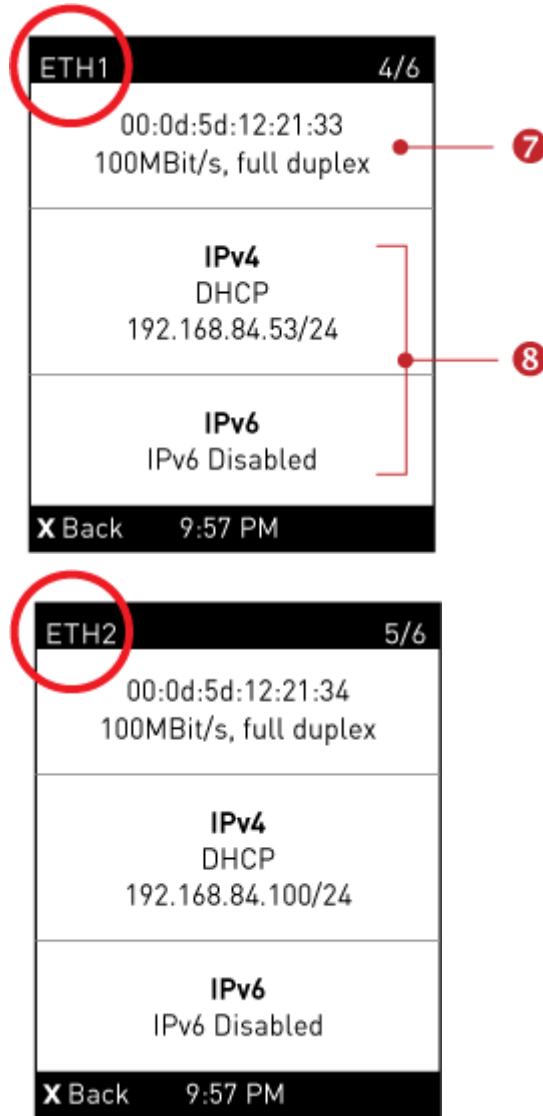 ETH1 4/6
00:0d:5d:12:21:33
100MBit/s, full duplex
7
IPv4
DHCP
192.168.84.53/24
8
IPv6
IPv6 Disabled
X Back 9:57 PM
ETH2 5/6
00:0d:5d:12:21:34
100MBit/s, full duplex
IPv4
DHCP
192.168.84.100/24
IPv6
IPv6 Disabled
X Back 9:57 PM